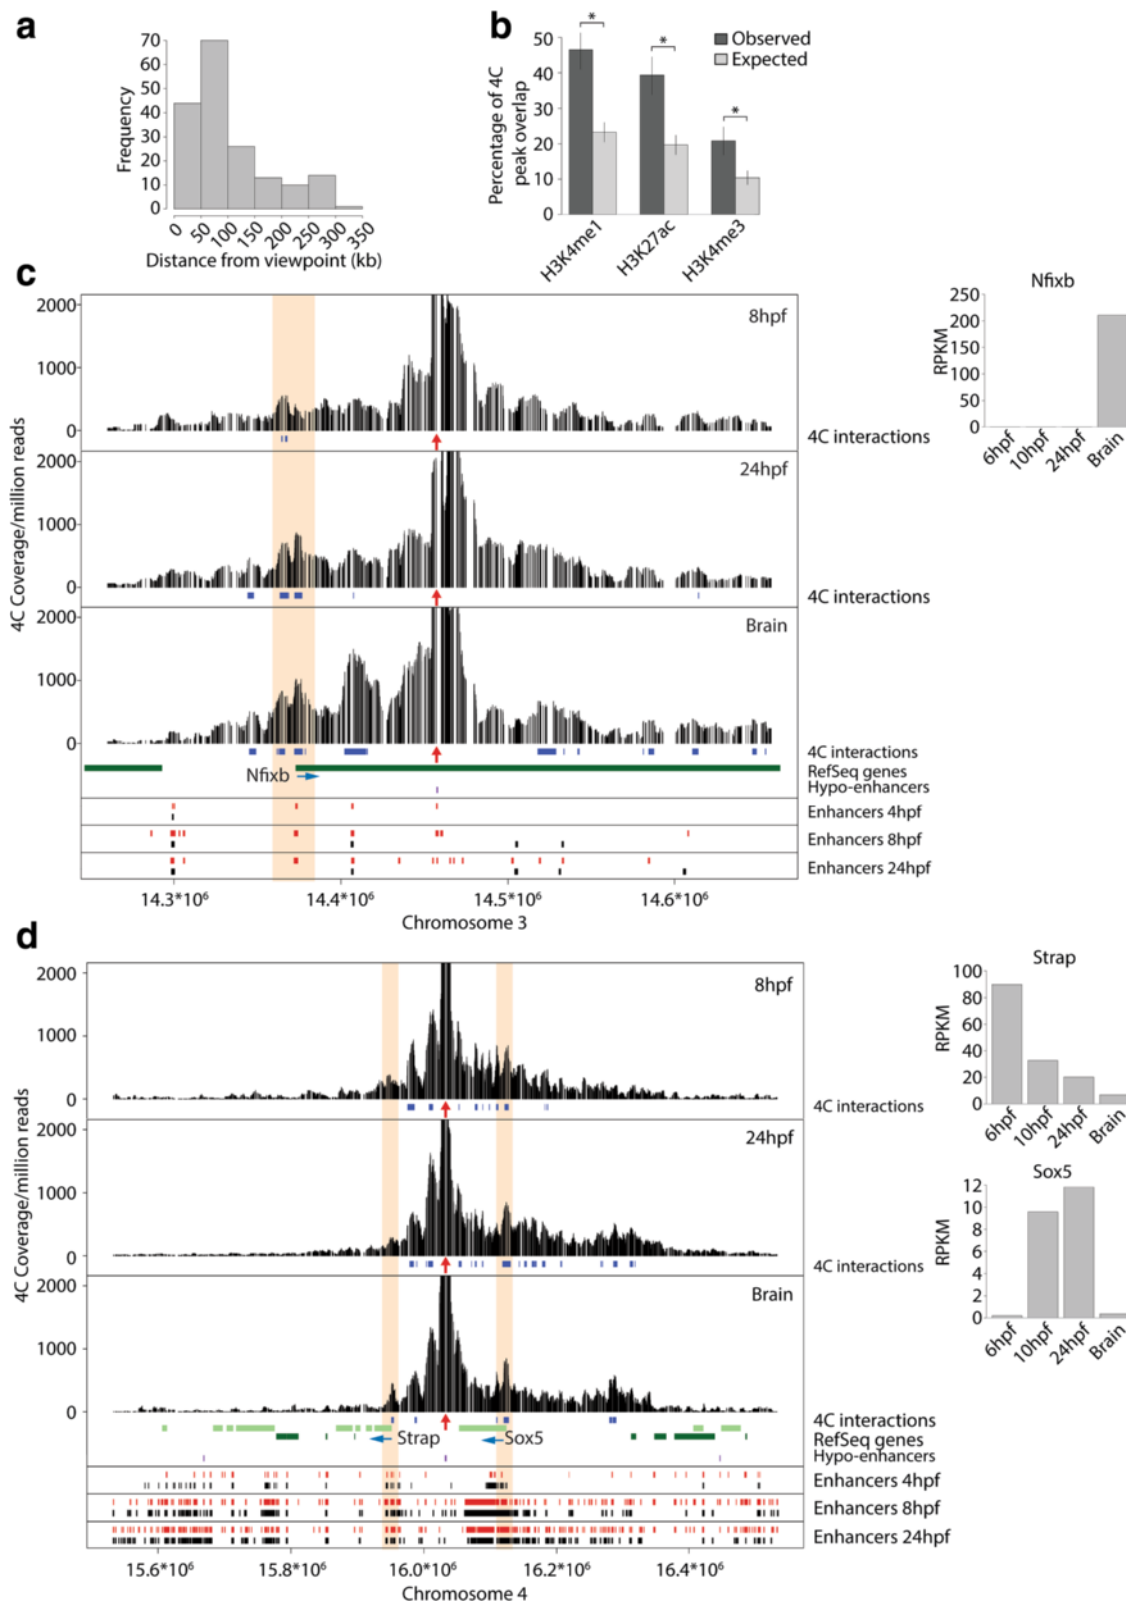 a
70
60
50
40
30
20
10
0
Frequency
0 50 100 150 200 250 300 350
Distance from viewpoint (kb)
b
50
40
30
20
10
0
Percentage of 4C
peak overlap
* * *
Observed
Expected
H3K4me1 H3K27ac H3K4me3
c
4C Coverage/million reads
2000
1000
0
8hpf
4C interactions
2000
1000
0
24hpf
4C interactions
2000
1000
0
Brain
4C interactions
RefSeq genes
Nfixb
Hypo-enhancers
Enhancers 4hpf
Enhancers 8hpf
Enhancers 24hpf
14.3*10⁶ 14.4*10⁶ 14.5*10⁶ 14.6*10⁶
Chromosome 3
Nfixb
250
200
150
100
50
0
RPKM
6hpf 10hpf 24hpf Brain
d
4C Coverage/million reads
2000
1000
0
8hpf
4C interactions
2000
1000
0
24hpf
4C interactions
2000
1000
0
Brain
4C interactions
Strap Sox5
RefSeq genes
Hypo-enhancers
Enhancers 4hpf
Enhancers 8hpf
Enhancers 24hpf
15.6*10⁶ 15.8*10⁶ 16.0*10⁶ 16.2*10⁶ 16.4*10⁶
Chromosome 4
Strap
100
80
60
40
20
0
RPKM
6hpf 10hpf 24hpf Brain
Sox5
12
10
8
6
4
2
0
RPKM
6hpf 10hpf 24hpf Brain